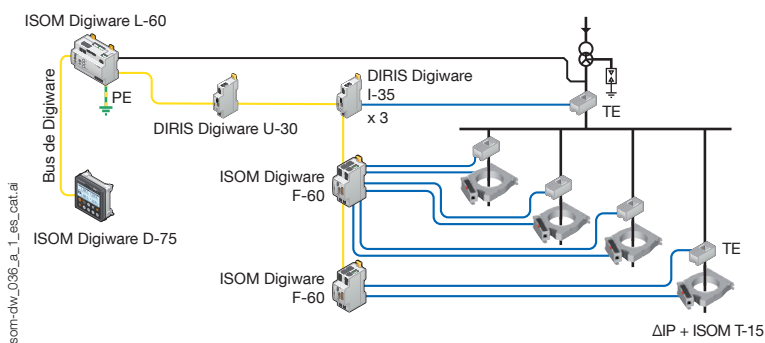 ISOM Digiware L-60
PE
Bus de Digiware
DIRIS Digiware U-30
DIRIS Digiware
I-35
x 3
TE
ISOM Digiware D-75
ISOM Digiware
F-60
ISOM Digiware
F-60
TE
ΔIP + ISOM T-15
som-dw_036_a_1_es_cat.ai